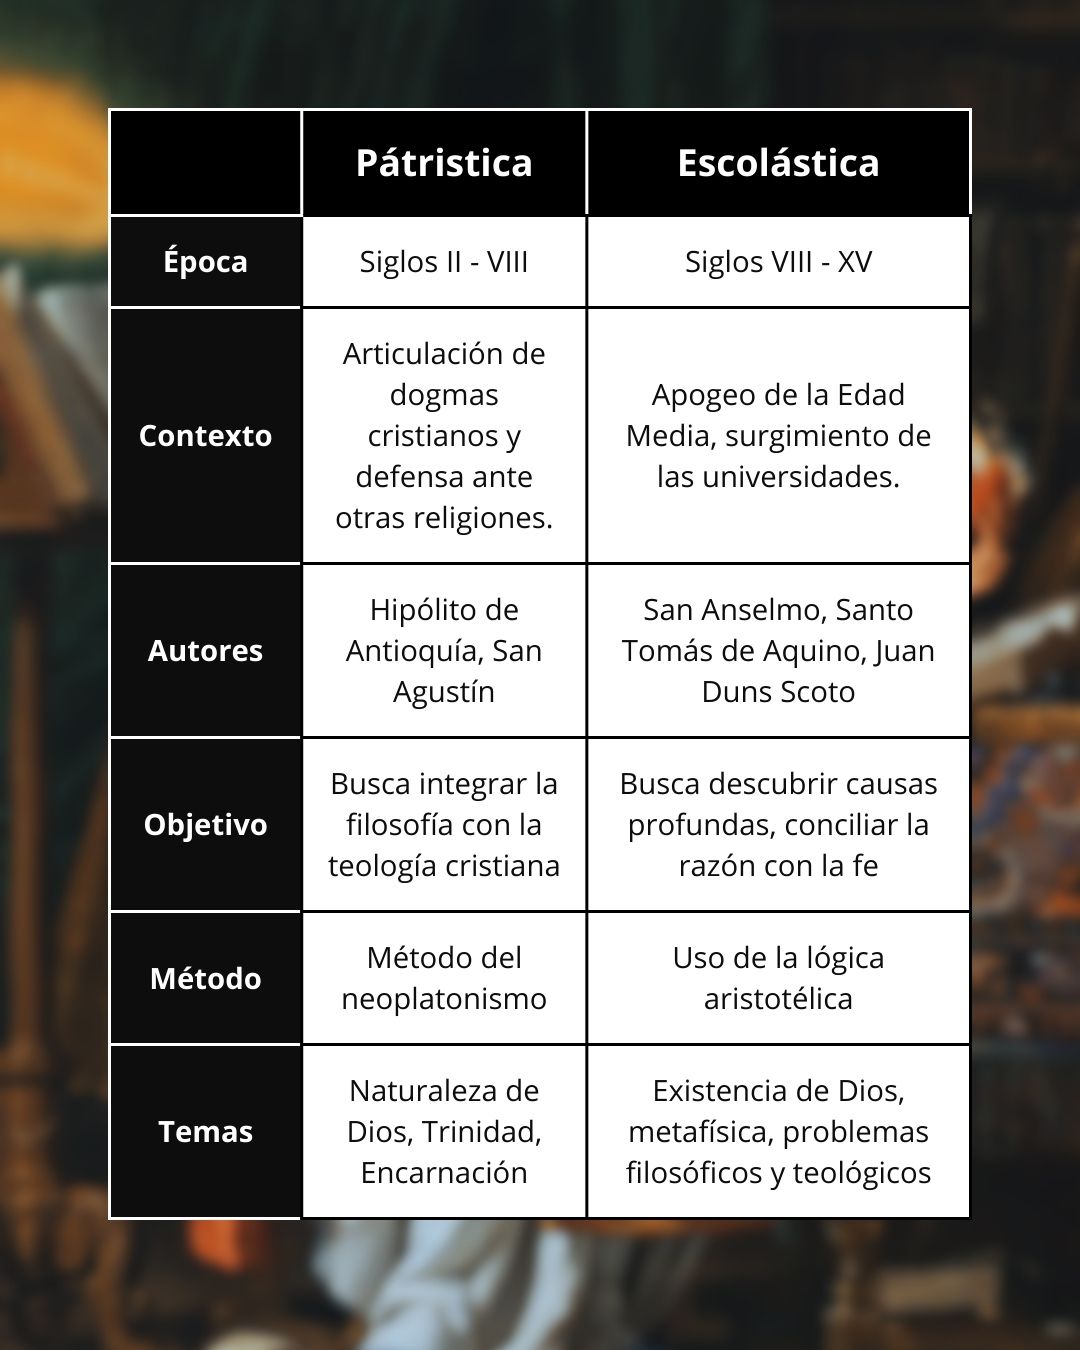 Pátristica
Escolástica
Época
Siglos II - VIII
Siglos VIII - XV
Contexto
Articulación de
dogmas
cristianos y
defensa ante
otras religiones.
Apogeo de la Edad
Media, surgimiento de
las universidades.
Autores
Hipólito de
Antioquía, San
Agustín
San Anselmo, Santo
Tomás de Aquino, Juan
Duns Scoto
Objetivo
Busca integrar la
filosofía con la
teología cristiana
Busca descubrir causas
profundas, conciliar la
razón con la fe
Método
Método del
neoplatonismo
Uso de la lógica
aristotélica
Temas
Naturaleza de
Dios, Trinidad,
Encarnación
Existencia de Dios,
metafísica, problemas
filosóficos y teológicos